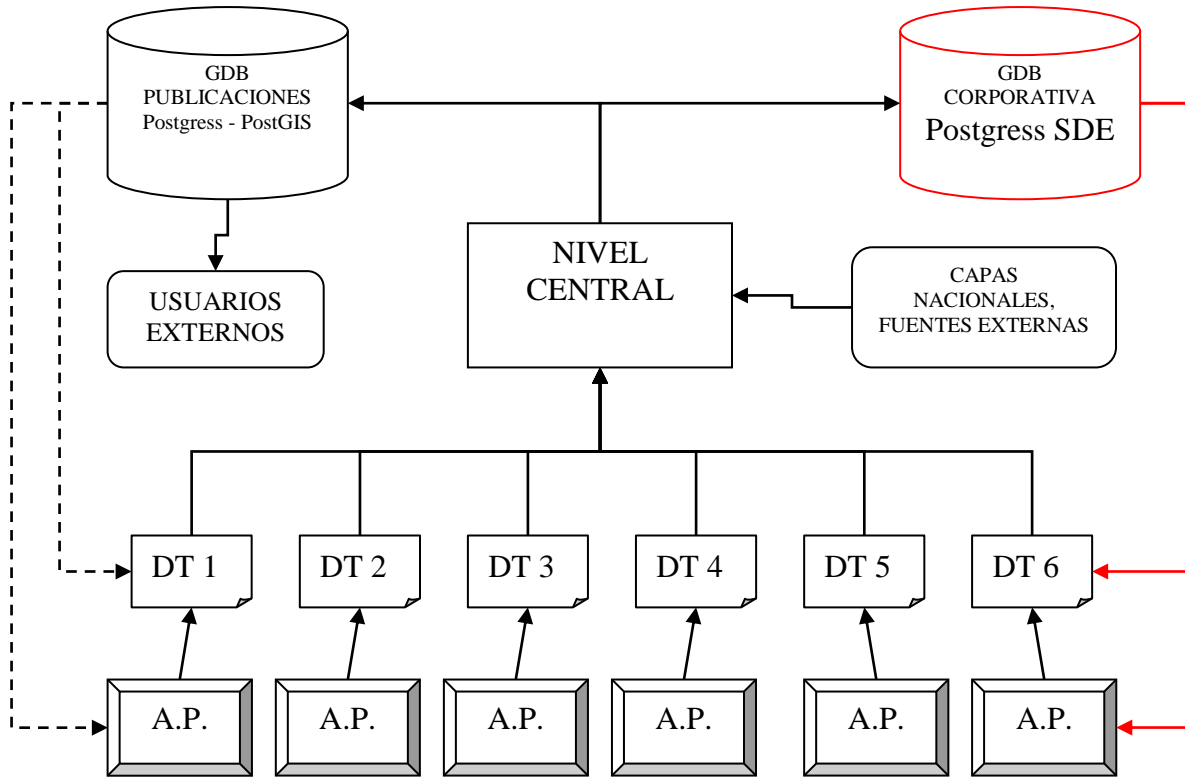 GDB
PUBLICACIONES
Postgress - PostGIS
GDB
CORPORATIVA
Postgress SDE
NIVEL
CENTRAL
CAPAS
NACIONALES,
FUENTES EXTERNAS
USUARIOS
EXTERNOS
DT 1
DT 2
DT 3
DT 4
DT 5
DT 6
A.P.
A.P.
A.P.
A.P.
A.P.
A.P.